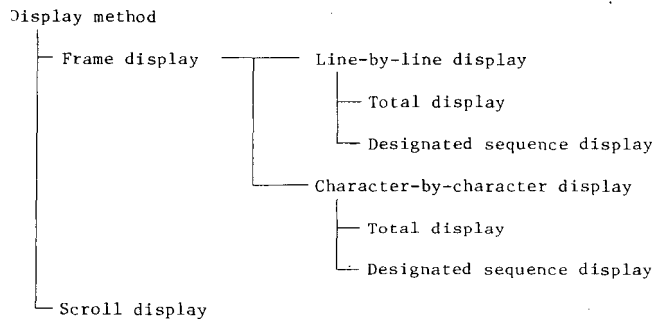 Display method
Frame display
Line-by-line display
Total display
Designated sequence display
Character-by-character display
Total display
Designated sequence display
Scroll display